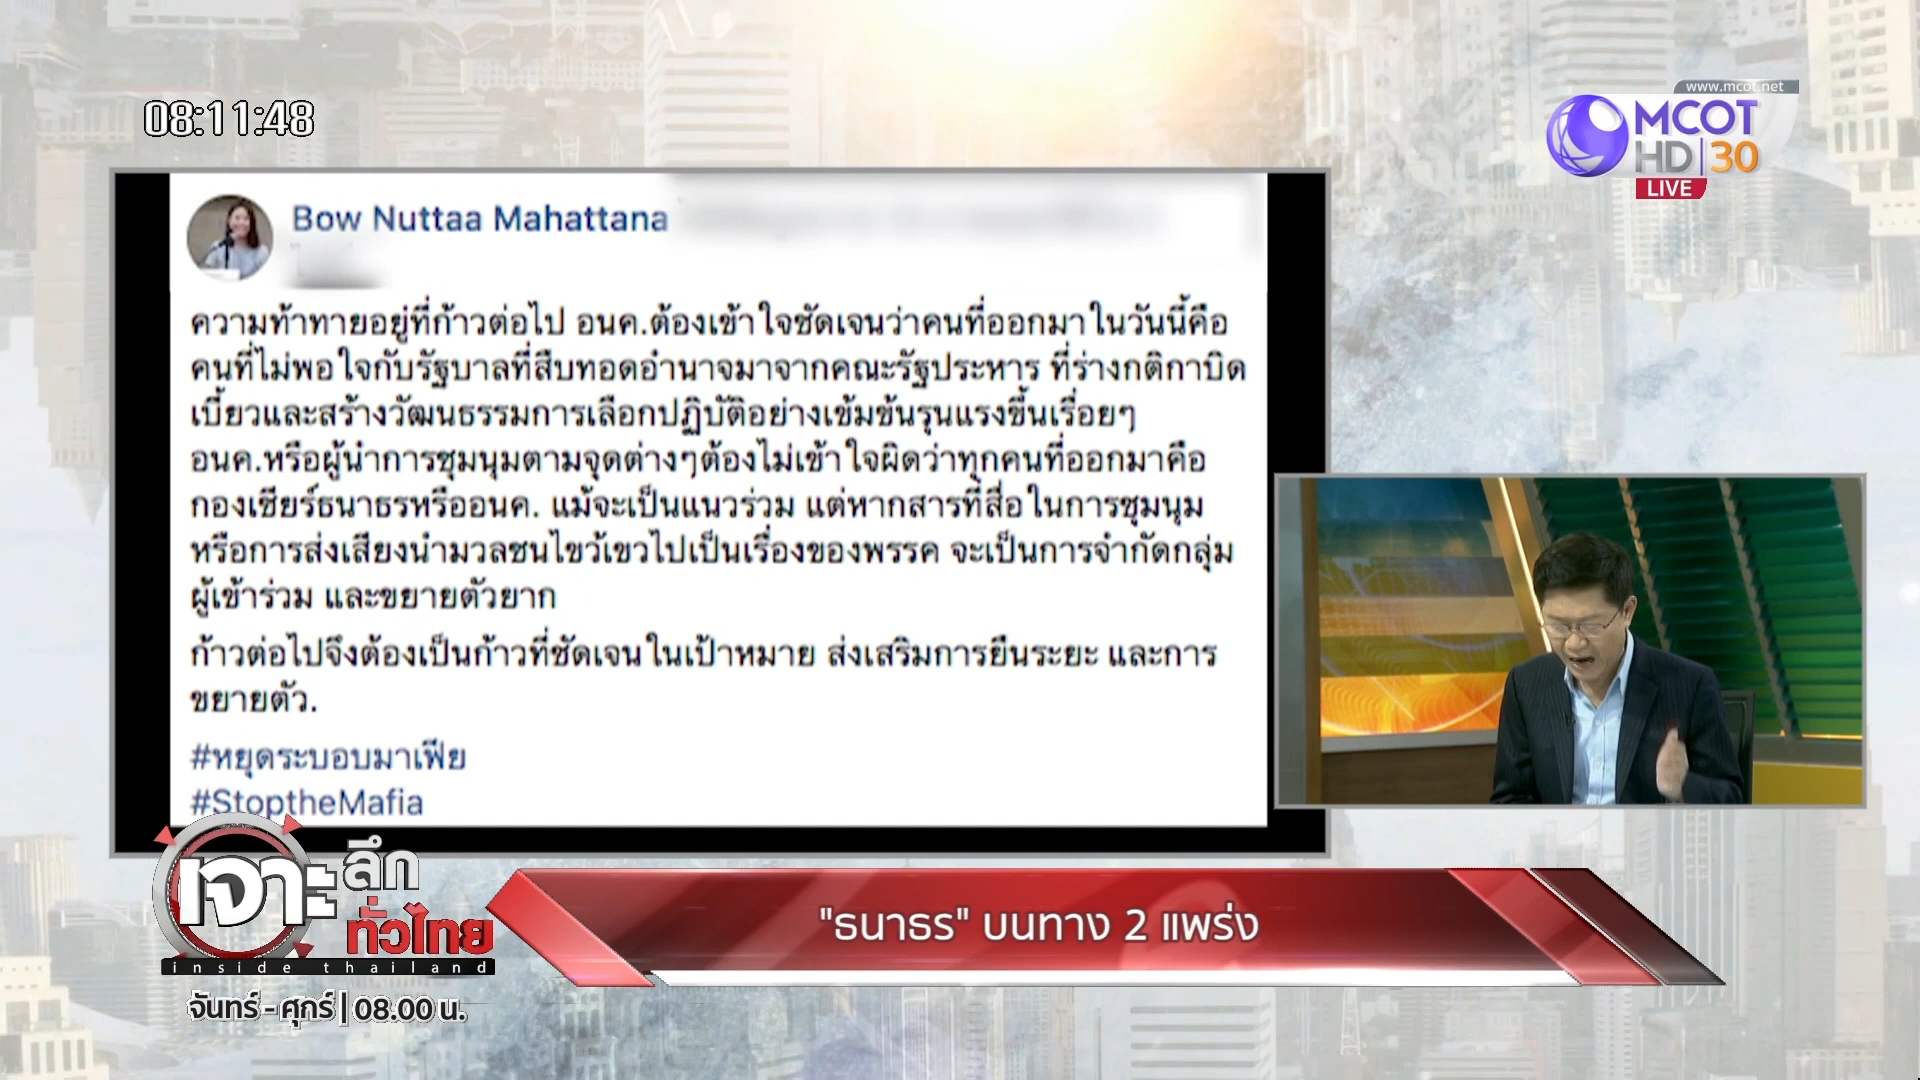 08:11:48
www.mcot.net
MCOT
HD 30
LIVE
Bow Nuttaa Mahattana
ความท้าทายอยู่ที่ก้าวต่อไป อนค.ต้องเข้าใจชัดเจนว่าคนที่ออกมาในวันนี้คือ
คนที่ไม่พอใจกับรัฐบาลที่สืบทอดอำนาจมาจากคณะรัฐประหาร ที่ร่างกติกาบิด
เบี้ยวและสร้างวัฒนธรรมการเลือกปฏิบัติอย่างเข้มข้นรุนแรงขึ้นเรื่อยๆ
อนค.หรือผู้นำการชุมนุมตามจุดต่างๆต้องไม่เข้าใจผิดว่าทุกคนที่ออกมาคือ
กองเชียร์ธนาธรหรืออนค. แม้จะเป็นแนวร่วม แต่หากสารที่สื่อในการชุมนุม
หรือการส่งเสียงนำมวลชนไขว้เขวไปเป็นเรื่องของพรรค จะเป็นการจำกัดกลุ่ม
ผู้เข้าร่วม และขยายตัวยาก
ก้าวต่อไปจึงต้องเป็นก้าวที่ชัดเจนในเป้าหมาย ส่งเสริมการยืนระยะ และการ
ขยายตัว.
#หยุดระบอบมาเฟีย
#StoptheMafia
เจาะลึก
ทั่วไทย
inside thailand
จันทร์ - ศุกร์ | 08.00 น.
"ธนาธร" บนทาง 2 แพร่ง